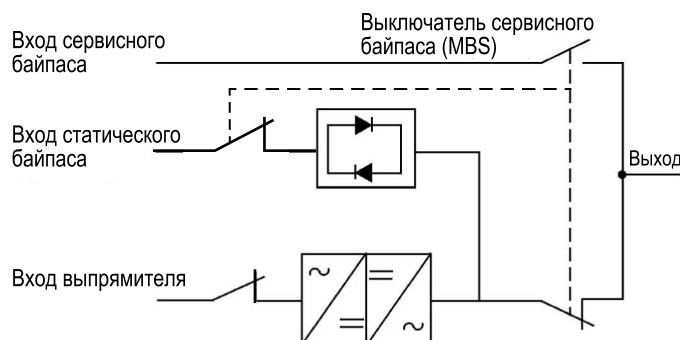 Вход сервисного
байпаса
Выключатель сервисного
байпаса (MBS)
Вход статического
байпаса
Выход
Вход выпрямителя